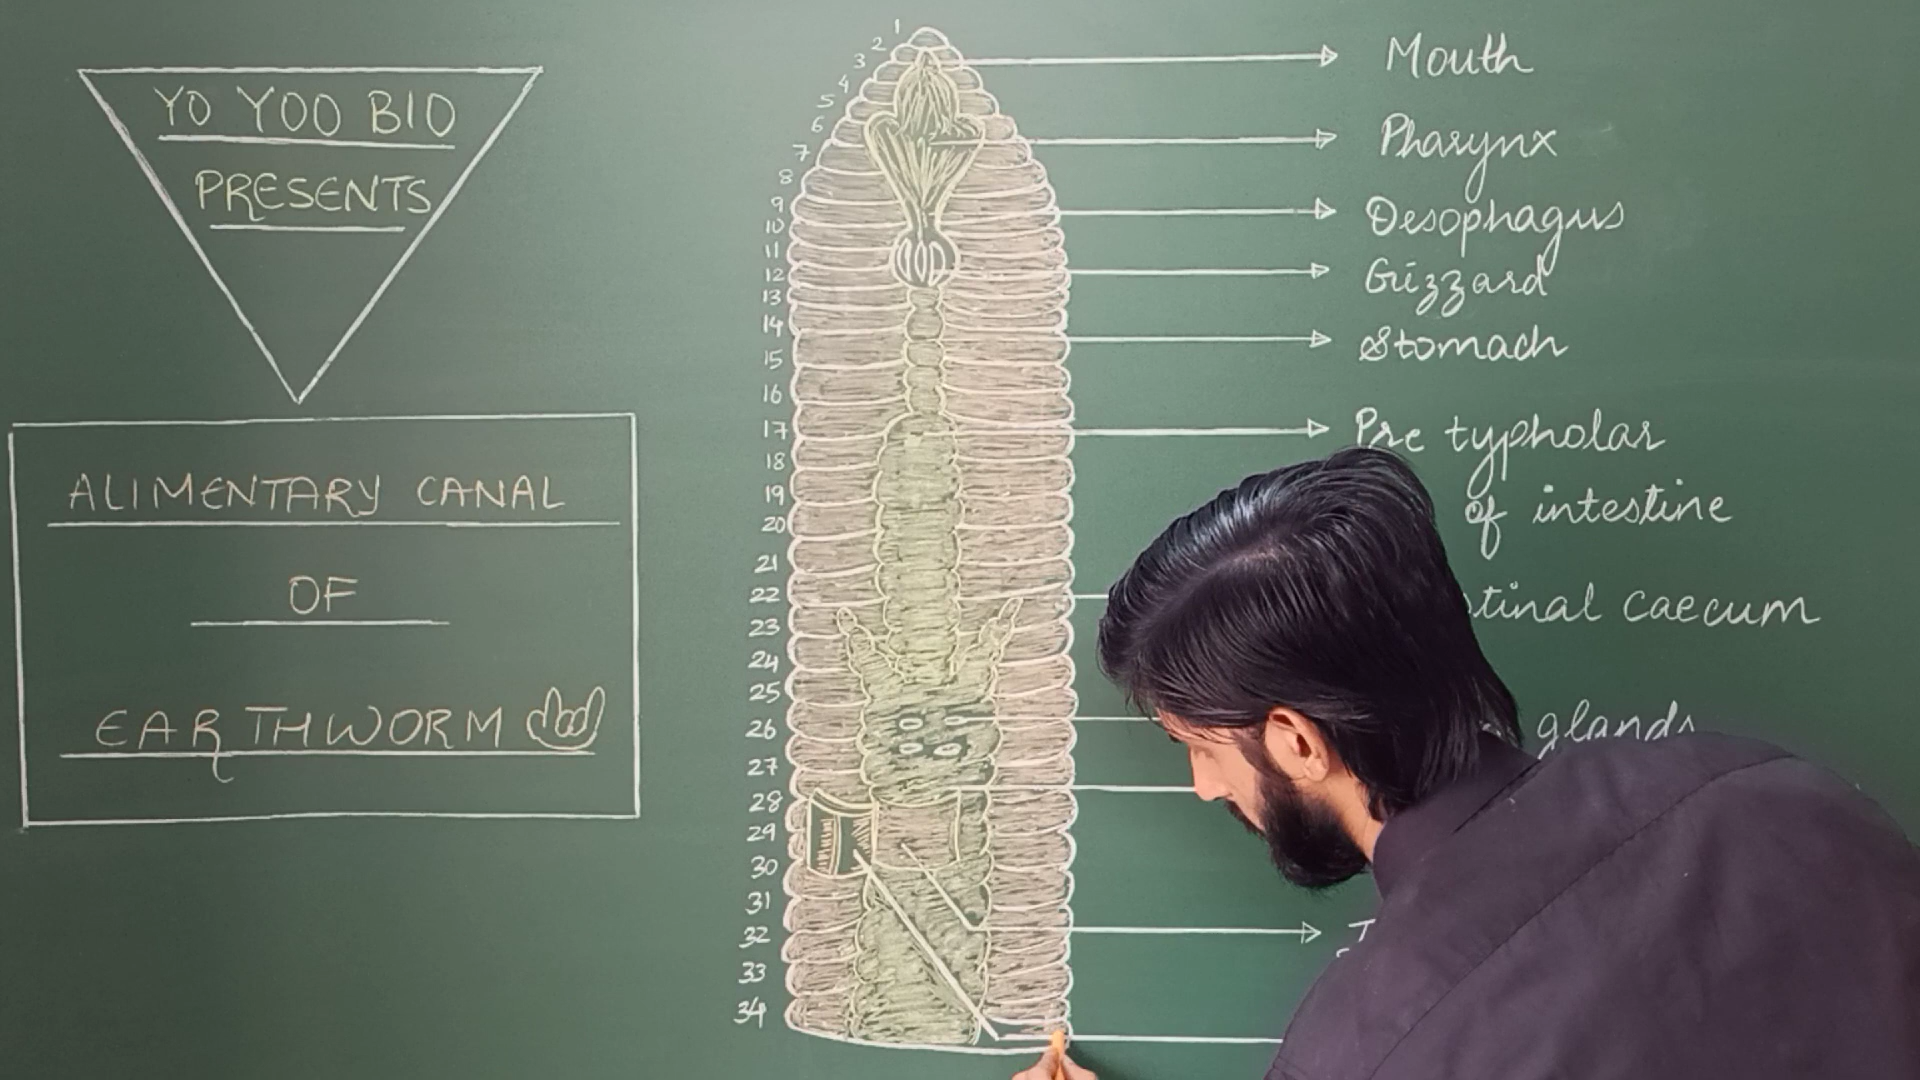 YO YOO BIO
PRESENTS
ALIMENTARY CANAL
OF
EARTHWORM
1
2
3
4
5
6
7
8
9
10
11
12
13
14
15
16
17
18
19
20
21
22
23
24
25
26
27
28
29
30
31
32
33
34
Mouth
Pharynx
Oesophagus
Gizzard
Stomach
Pre typholar
of intestine
caecum
glands